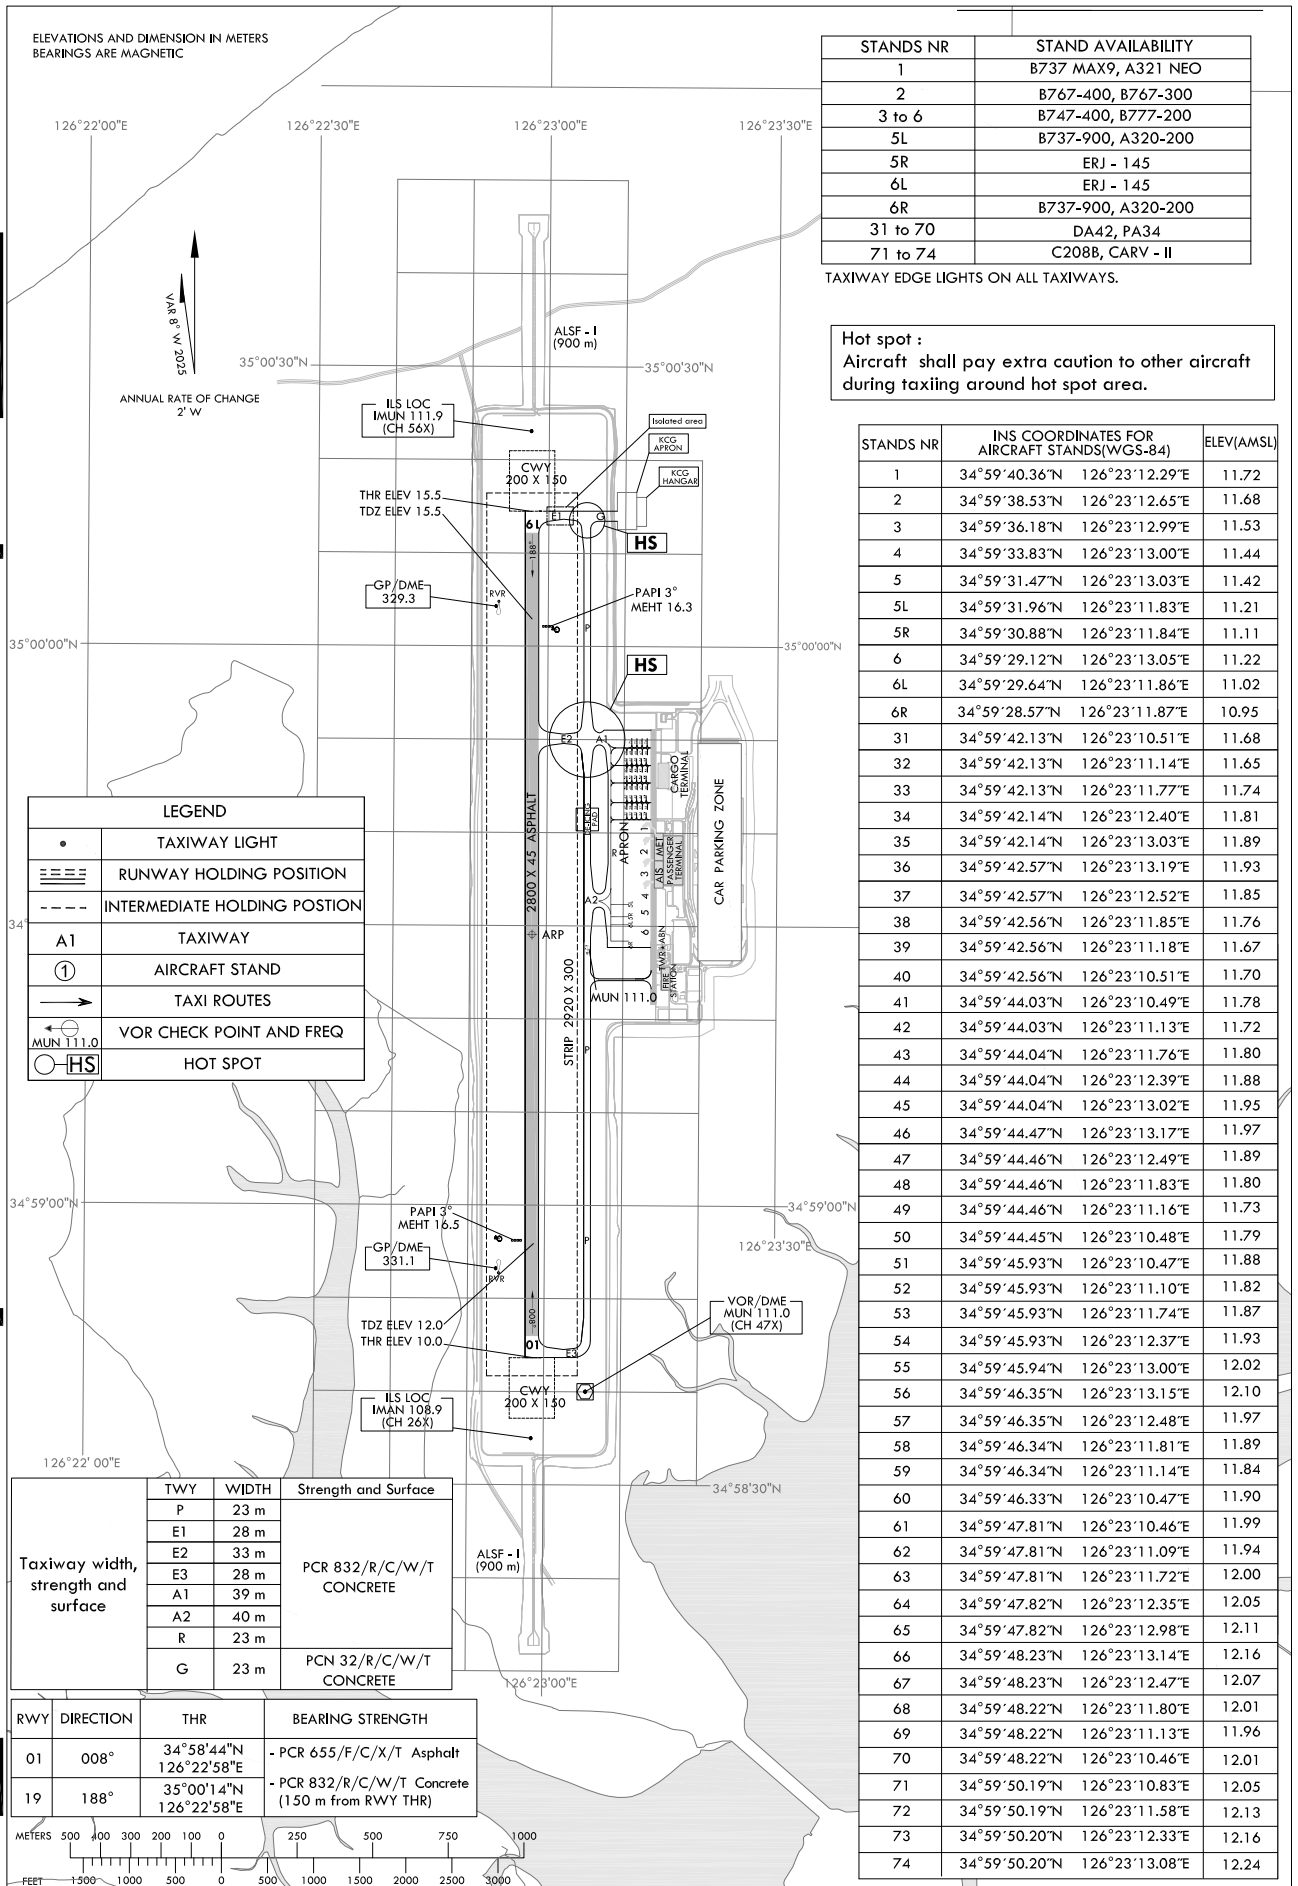 ELEVATIONS AND DIMENSION IN METERS
BEARINGS ARE MAGNETIC
126°22'00"E
126°22'30"E
126°23'00"E
126°23'30"E
STANDS NR STAND AVAILABILITY
1 B737 MAX9, A321 NEO
2 B767-400, B767-300
3 to 6 B747-400, B777-200
5L B737-900, A320-200
5R ERJ - 145
6L ERJ - 145
6R B737-900, A320-200
31 to 70 DA42, PA34
71 to 74 C208B, CARV - II
TAXIWAY EDGE LIGHTS ON ALL TAXIWAYS.
Hot spot :
Aircraft shall pay extra caution to other aircraft
during taxiing around hot spot area.
VAR 8° W 2025
ANNUAL RATE OF CHANGE
2' W
ALSF - I
(900 m)
35°00'30"N
35°00'30"N
ILS LOC
IMUN 111.9
(CH 56X)
Isolated area
KCG
APRON
KCG
HANGAR
CWY
200 X 150
THR ELEV 15.5
TDZ ELEV 15.5
E1
G
61
HS
188°
GP/DME
329.3
RVR
PAPI 3°
MEHT 16.3
P
35°00'00"N
35°00'00"N
HS
E2
A1
CARGO
TERMINAL
CAR PARKING ZONE
2800 X 45 ASPHALT
DE-ICING
PAD
APRON
R
1
2
3
4
5
6
5L
6L 5R
6R
AIS MET
PASSENGER
TERMINAL
A2
ARP
TWR ABN
FIRE
STATION
MUN 111.0
STRIP 2920 X 300
P
34°
LEGEND
TAXIWAY LIGHT
RUNWAY HOLDING POSITION
INTERMEDIATE HOLDING POSTION
A1 TAXIWAY
1 AIRCRAFT STAND
TAXI ROUTES
MUN 111.0 VOR CHECK POINT AND FREQ
HS HOT SPOT
34°59'00"N
34°59'00"N
126°23'30"E
PAPI 3°
MEHT 16.5
P
GP/DME
331.1
RVR
VOR/DME
MUN 111.0
(CH 47X)
TDZ ELEV 12.0
THR ELEV 10.0
008°
01
E3
CWY
200 X 150
ILS LOC
IMAN 108.9
(CH 26X)
126°22' 00"E
34°58'30"N
ALSF - I
(900 m)
126°23'00"E
STANDS NR INS COORDINATES FOR AIRCRAFT STANDS(WGS-84) ELEV(AMSL)
1 34°59´40.36˝N 126°23´12.29˝E 11.72
2 34°59´38.53˝N 126°23´12.65˝E 11.68
3 34°59´36.18˝N 126°23´12.99˝E 11.53
4 34°59´33.83˝N 126°23´13.00˝E 11.44
5 34°59´31.47˝N 126°23´13.03˝E 11.42
5L 34°59´31.96˝N 126°23´11.83˝E 11.21
5R 34°59´30.88˝N 126°23´11.84˝E 11.11
6 34°59´29.12˝N 126°23´13.05˝E 11.22
6L 34°59´29.64˝N 126°23´11.86˝E 11.02
6R 34°59´28.57˝N 126°23´11.87˝E 10.95
31 34°59´42.13˝N 126°23´10.51˝E 11.68
32 34°59´42.13˝N 126°23´11.14˝E 11.65
33 34°59´42.13˝N 126°23´11.77˝E 11.74
34 34°59´42.14˝N 126°23´12.40˝E 11.81
35 34°59´42.14˝N 126°23´13.03˝E 11.89
36 34°59´42.57˝N 126°23´13.19˝E 11.93
37 34°59´42.57˝N 126°23´12.52˝E 11.85
38 34°59´42.56˝N 126°23´11.85˝E 11.76
39 34°59´42.56˝N 126°23´11.18˝E 11.67
40 34°59´42.56˝N 126°23´10.51˝E 11.70
41 34°59´44.03˝N 126°23´10.49˝E 11.78
42 34°59´44.03˝N 126°23´11.13˝E 11.72
43 34°59´44.04˝N 126°23´11.76˝E 11.80
44 34°59´44.04˝N 126°23´12.39˝E 11.88
45 34°59´44.04˝N 126°23´13.02˝E 11.95
46 34°59´44.47˝N 126°23´13.17˝E 11.97
47 34°59´44.46˝N 126°23´12.49˝E 11.89
48 34°59´44.46˝N 126°23´11.83˝E 11.80
49 34°59´44.46˝N 126°23´11.16˝E 11.73
50 34°59´44.45˝N 126°23´10.48˝E 11.79
51 34°59´45.93˝N 126°23´10.47˝E 11.88
52 34°59´45.93˝N 126°23´11.10˝E 11.82
53 34°59´45.93˝N 126°23´11.74˝E 11.87
54 34°59´45.93˝N 126°23´12.37˝E 11.93
55 34°59´45.94˝N 126°23´13.00˝E 12.02
56 34°59´46.35˝N 126°23´13.15˝E 12.10
57 34°59´46.35˝N 126°23´12.48˝E 11.97
58 34°59´46.34˝N 126°23´11.81˝E 11.89
59 34°59´46.34˝N 126°23´11.14˝E 11.84
60 34°59´46.33˝N 126°23´10.47˝E 11.90
61 34°59´47.81˝N 126°23´10.46˝E 11.99
62 34°59´47.81˝N 126°23´11.09˝E 11.94
63 34°59´47.81˝N 126°23´11.72˝E 12.00
64 34°59´47.82˝N 126°23´12.35˝E 12.05
65 34°59´47.82˝N 126°23´12.98˝E 12.11
66 34°59´48.23˝N 126°23´13.14˝E 12.16
67 34°59´48.23˝N 126°23´12.47˝E 12.07
68 34°59´48.22˝N 126°23´11.80˝E 12.01
69 34°59´48.22˝N 126°23´11.13˝E 11.96
70 34°59´48.22˝N 126°23´10.46˝E 12.01
71 34°59´50.19˝N 126°23´10.83˝E 12.05
72 34°59´50.19˝N 126°23´11.58˝E 12.13
73 34°59´50.20˝N 126°23´12.33˝E 12.16
74 34°59´50.20˝N 126°23´13.08˝E 12.24
Taxiway width,
strength and
surface
TWY WIDTH Strength and Surface
P 23 m
E1 28 m
E2 33 m
E3 28 m
A1 39 m
A2 40 m
R 23 m
PCR 832/R/C/W/T
CONCRETE
G 23 m PCN 32/R/C/W/T
CONCRETE
RWY DIRECTION THR BEARING STRENGTH
01 008° 34°58'44"N
126°22'58"E
19 188° 35°00'14"N
126°22'58"E
- PCR 655/F/C/X/T Asphalt
- PCR 832/R/C/W/T Concrete
(150 m from RWY THR)
METERS 500 400 300 200 100 0 250 500 750 1000
FEET 1500 1000 500 0 500 1000 1500 2000 2500 3000